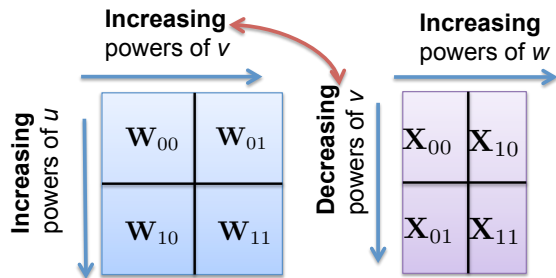 Increasing
powers of v
Increasing
powers of w
Increasing
powers of u
W00 W01
W10 W11
Decreasing
powers of v
X00 X10
X01 X11